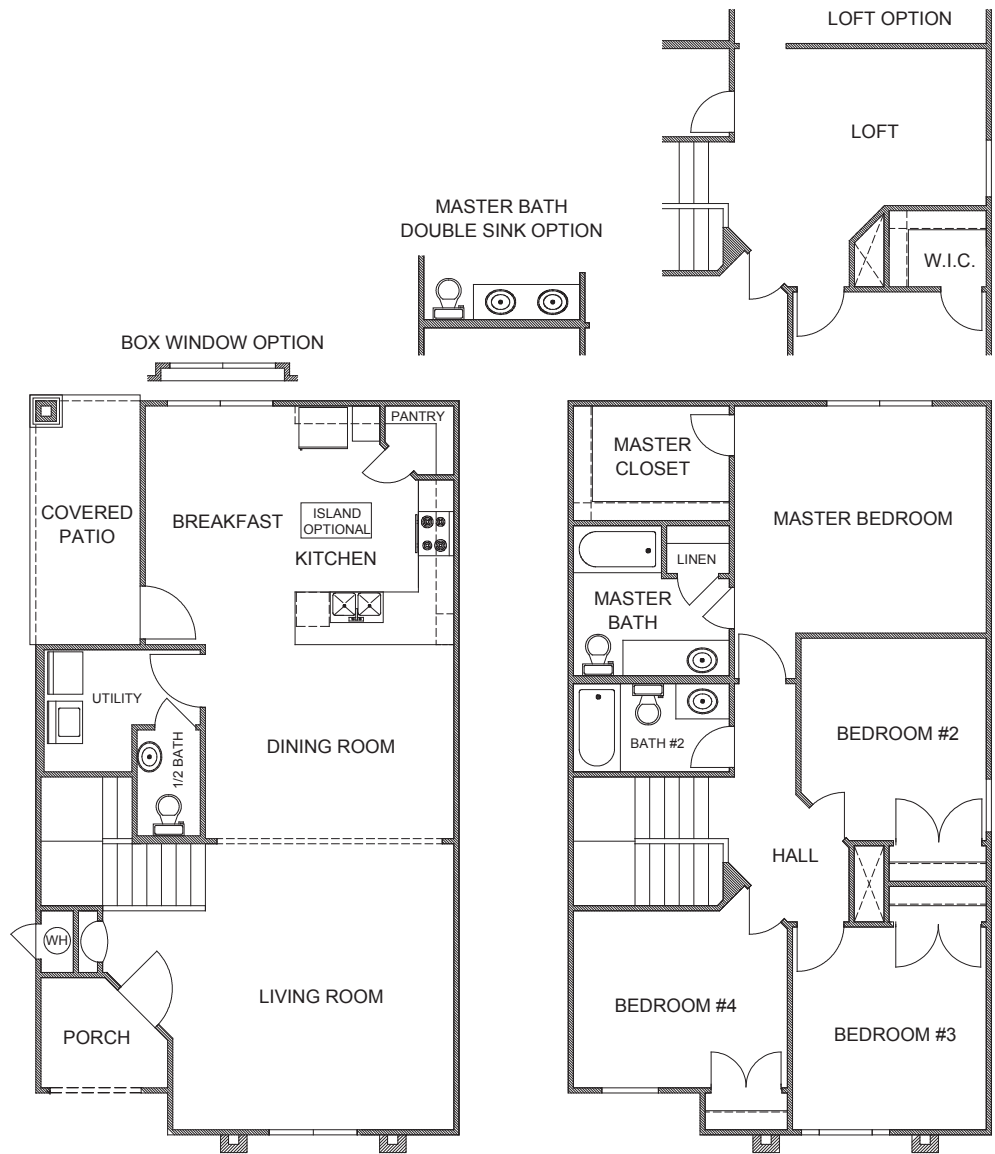 LOFT OPTION
LOFT
W.I.C.
MASTER BATH
DOUBLE SINK OPTION
BOX WINDOW OPTION
PANTRY
COVERED
PATIO
BREAKFAST
ISLAND
OPTIONAL
KITCHEN
UTILITY
1/2 BATH
DINING ROOM
WH
LIVING ROOM
PORCH
MASTER
CLOSET
MASTER BEDROOM
LINEN
MASTER
BATH
BATH #2
BEDROOM #2
HALL
BEDROOM #4
BEDROOM #3